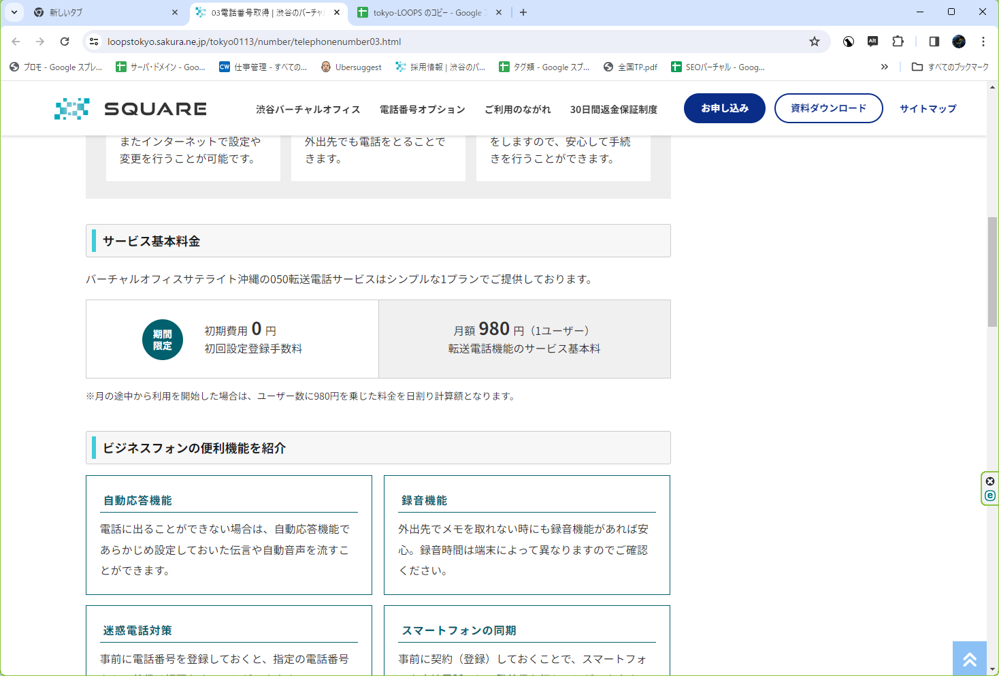 新しいタブ
03電話番号取得 | 渋谷のバーチャ
tokyo-LOOPS のコピー - Google
loopstokyo.sakura.ne.jp/tokyo0113/number/telephonenumber03.html
Alt
プロモ - Google スプレ...
サーバ・ドメイン - Goo...
CW 仕事管理 - すべての...
Ubersuggest
採用情報 | 渋谷のバ...
タグ類 - Google スプ...
全国TP.pdf
SEOバーチャル - Goog...
すべてのブックマーク
SQUARE
渋谷バーチャルオフィス
電話番号オプション
ご利用のながれ
30日間返金保証制度
お申し込み
資料ダウンロード
サイトマップ
またインターネットで設定や
変更を行うことが可能です。
外出先でも電話をとることで
きます。
をしますので、安心して手続
きを行うことができます。
サービス基本料金
バーチャルオフィスサテライト沖縄の050転送電話サービスはシンプルな1プランでご提供しております。
期間
限定
初期費用 0 円
初回設定登録手数料
月額 980 円（1ユーザー）
転送電話機能のサービス基本料
※月の途中から利用を開始した場合は、ユーザー数に980円を乗じた料金を日割り計算額となります。
ビジネスフォンの便利機能を紹介
自動応答機能
電話に出ることができない場合は、自動応答機能で
あらかじめ設定しておいた伝言や自動音声を流すこ
とができます。
録音機能
外出先でメモを取れない時にも録音機能があれば安
心。録音時間は端末によって異なりますのでご確認
ください。
迷惑電話対策
事前に電話番号を登録しておくと、指定の電話番号
スマートフォンの同期
事前に契約（登録）しておくことで、スマートフォ